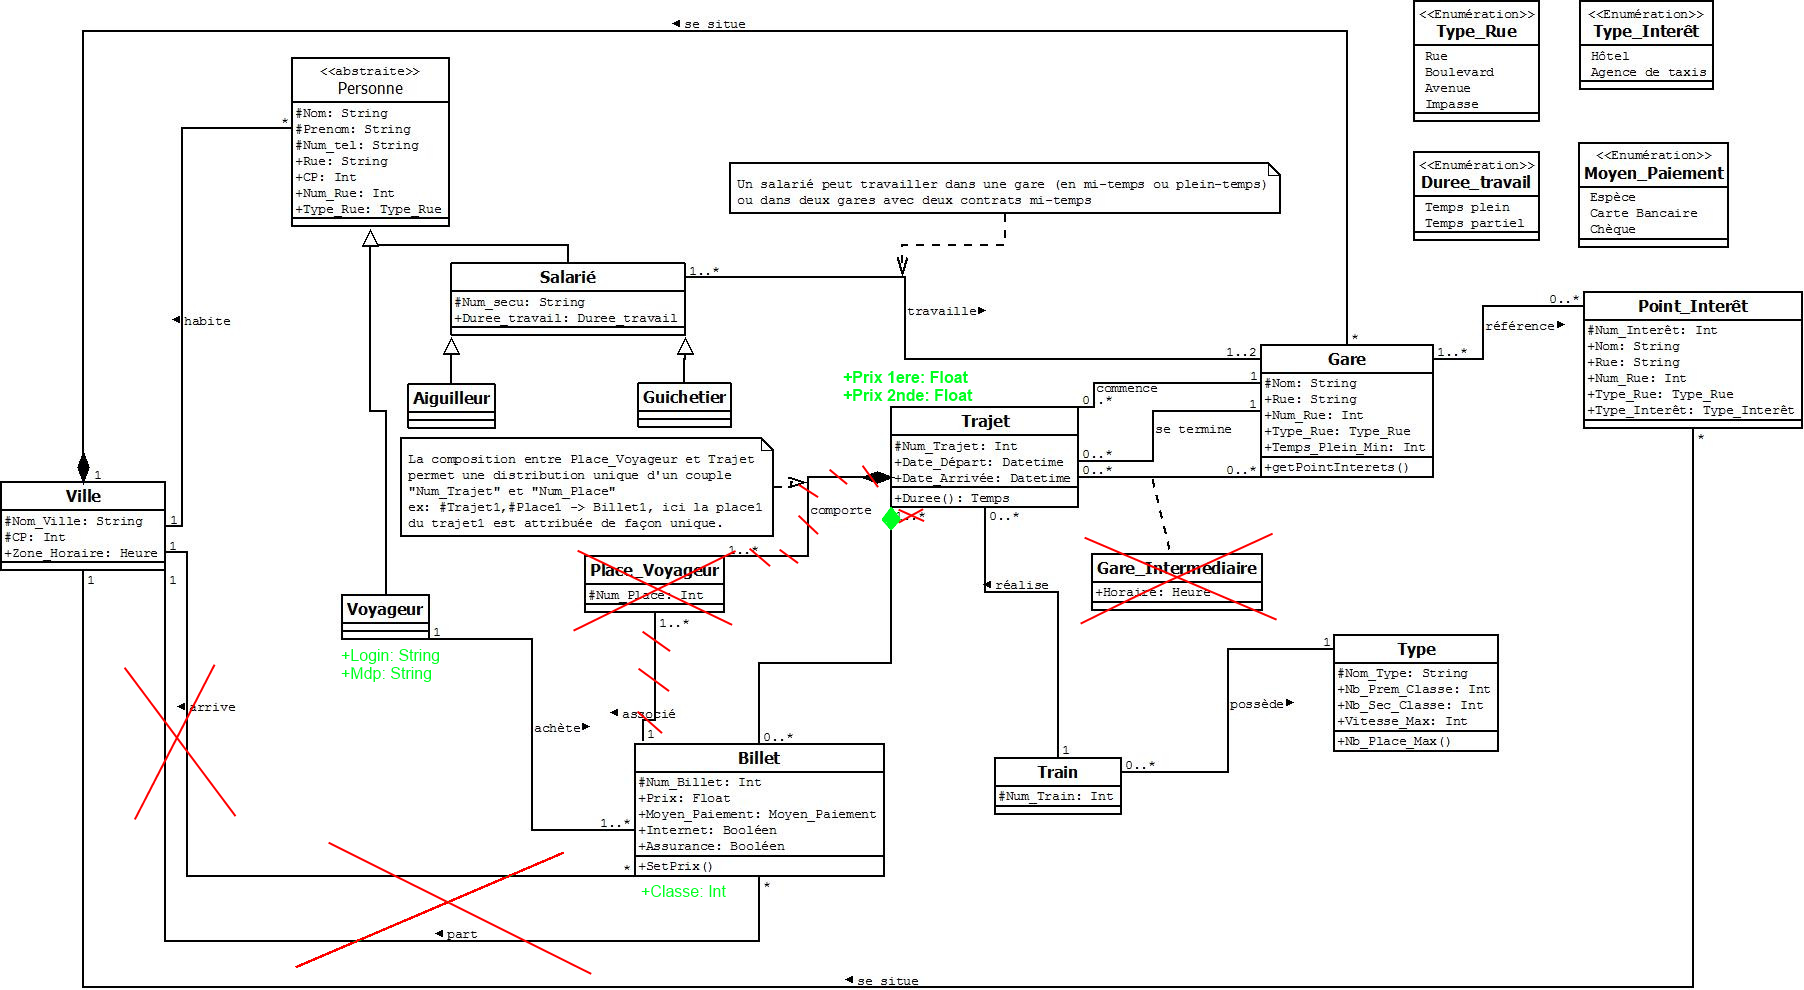 se situe
<<Enumération>>
Type_Rue
Rue
Boulevard
Avenue
Impasse
<<Enumération>>
Type_Interêt
Hôtel
Agence de taxis
<<abstraite>>
Personne
#Nom: String
#Prenom: String
#Num_tel: String
+Rue: String
+CP: Int
+Num_Rue: Int
+Type_Rue: Type_Rue
*
<<Enumération>>
Duree_travail
Temps plein
Temps partiel
<<Enumération>>
Moyen_Paiement
Espèce
Carte Bancaire
Chèque
Un salarié peut travailler dans une gare (en mi-temps ou plein-temps)
ou dans deux gares avec deux contrats mi-temps
Salarié
#Num_secu: String
+Duree_travail: Duree_travail
1..*
travaille
1..2
habite
Aiguilleur
Guichetier
Gare
#Nom: String
+Rue: String
+Num_Rue: Int
+Type_Rue: Type_Rue
+Temps_Plein_Min: Int
+getPointInterets()
*
1..*
référence
0..*
Point_Interêt
#Num_Interêt: Int
+Nom: String
+Rue: String
+Num_Rue: Int
+Type_Rue: Type_Rue
+Type_Interêt: Type_Interêt
*
+Prix 1ere: Float
+Prix 2nde: Float
Trajet
#Num_Trajet: Int
+Date_Départ: Datetime
+Date_Arrivée: Datetime
+Duree(): Temps
commence
1
0..*
se termine
1
0..*
0..*
0..*
La composition entre Place_Voyageur et Trajet
permet une distribution unique d'un couple
"Num_Trajet" et "Num_Place"
ex: #Trajet1,#Place1 -> Billet1, ici la place1
du trajet1 est attribuée de façon unique.
comporte
1..*
1..*
0..*
Ville
#Nom_Ville: String
#CP: Int
+Zone_Horaire: Heure
1
1
1
1
1
Place_Voyageur
#Num_Place: Int
1..*
Gare_Intermédiaire
+Horaire: Heure
réalise
Voyageur
1
+Login: String
+Mdp: String
Type
#Nom_Type: String
+Nb_Prem_Classe: Int
+Nb_Sec_Classe: Int
+Vitesse_Max: Int
+Nb_Place_Max()
1
possède
0..*
arrive
achète
associé
1
0..*
1..*
Billet
#Num_Billet: Int
+Prix: Float
+Moyen_Paiement: Moyen_Paiement
+Internet: Booléen
+Assurance: Booléen
+SetPrix()
*
*
+Classe: Int
1
Train
#Num_Train: Int
part
se situe